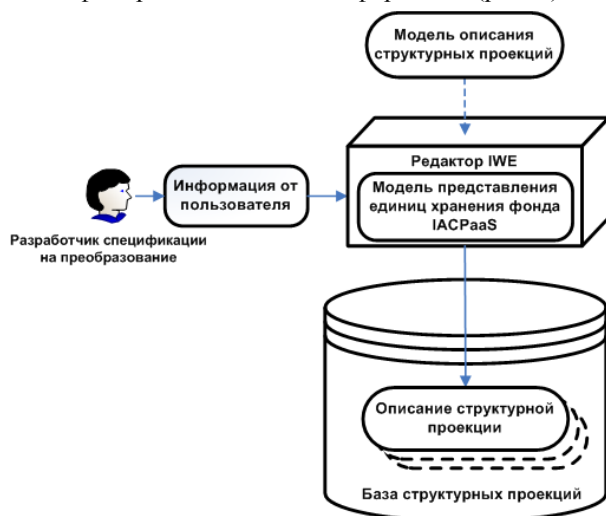 Модель описания
структурных проекций
Редактор IWE
Информация от
пользователя
Модель представления
единиц хранения фонда
IACPaaS
Разработчик спецификации
на преобразование
Описание структурной
проекции
База структурных проекций